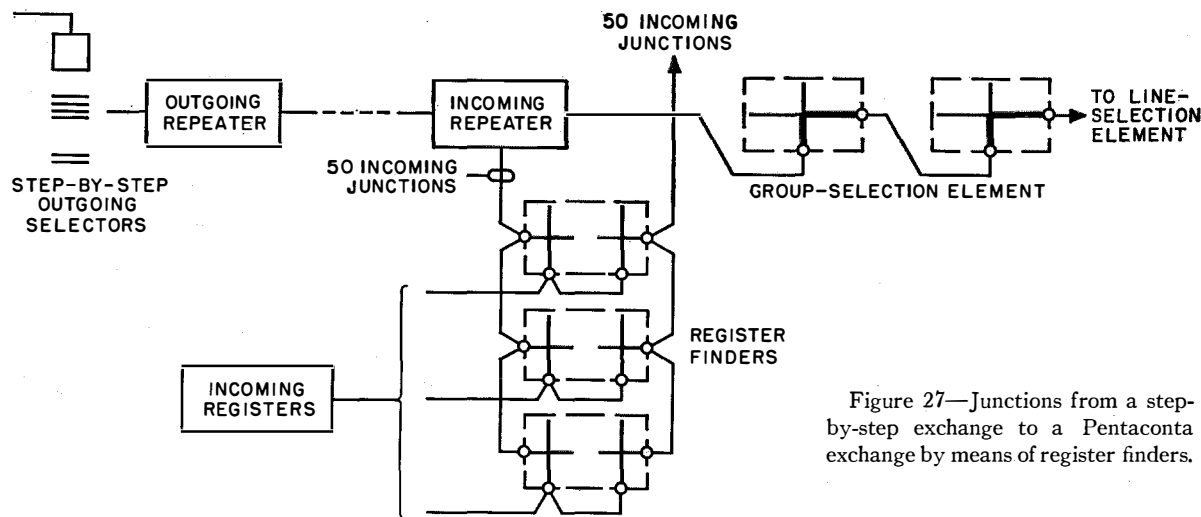 50 INCOMING
JUNCTIONS
OUTGOING
REPEATER
INCOMING
REPEATER
TO LINE-
SELECTION
ELEMENT
50 INCOMING
JUNCTIONS
STEP-BY-STEP
OUTGOING
SELECTORS
GROUP-SELECTION ELEMENT
REGISTER
FINDERS
INCOMING
REGISTERS
Figure 27—Junctions from a step-
by-step exchange to a Pentaconta
exchange by means of register finders.